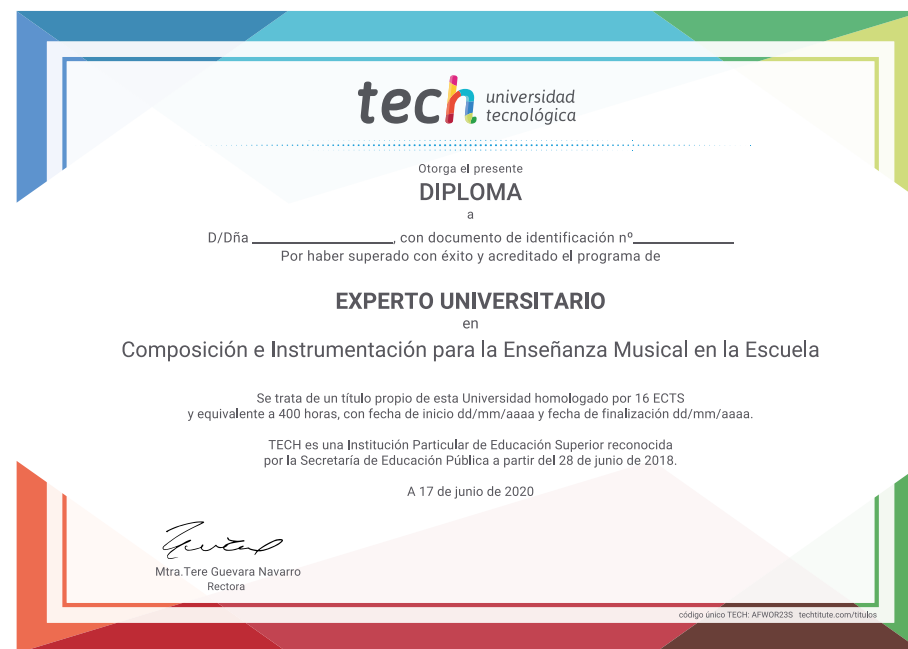 tech universidad
tecnológica
Otorga el presente
DIPLOMA
a
D/Dña ____________________, con documento de identificación nº______________
Por haber superado con éxito y acreditado el programa de
EXPERTO UNIVERSITARIO
en
Composición e Instrumentación para la Enseñanza Musical en la Escuela
Se trata de un título propio de esta Universidad homologado por 16 ECTS
y equivalente a 400 horas, con fecha de inicio dd/mm/aaaa y fecha de finalización dd/mm/aaaa.
TECH es una Institución Particular de Educación Superior reconocida
por la Secretaría de Educación Pública a partir del 28 de junio de 2018.
A 17 de junio de 2020
Mtra.Tere Guevara Navarro
Rectora
código único TECH: AFWOR23S techtitute.com/titulos